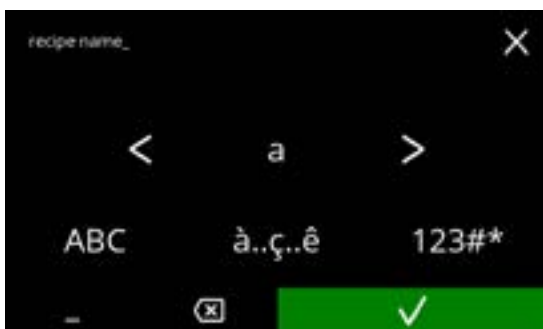 recipe name_
< a >
ABC à..ç..ê 123#*
_